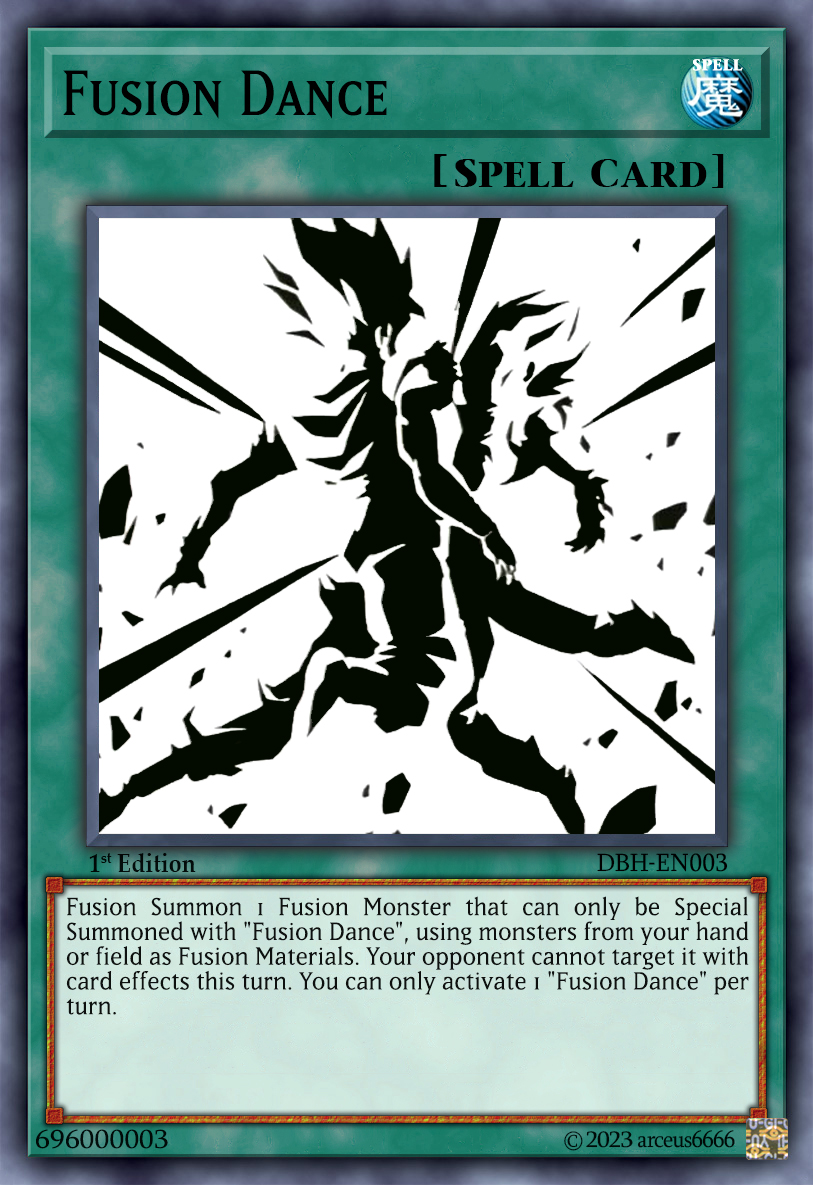 Fusion Dance
SPELL
魔
[Spell Card]
1st Edition
DBH-EN003
Fusion Summon 1 Fusion Monster that can only be Special
Summoned with "Fusion Dance", using monsters from your hand
or field as Fusion Materials. Your opponent cannot target it with
card effects this turn. You can only activate 1 "Fusion Dance" per
turn.
696000003
© 2023 arceus6666